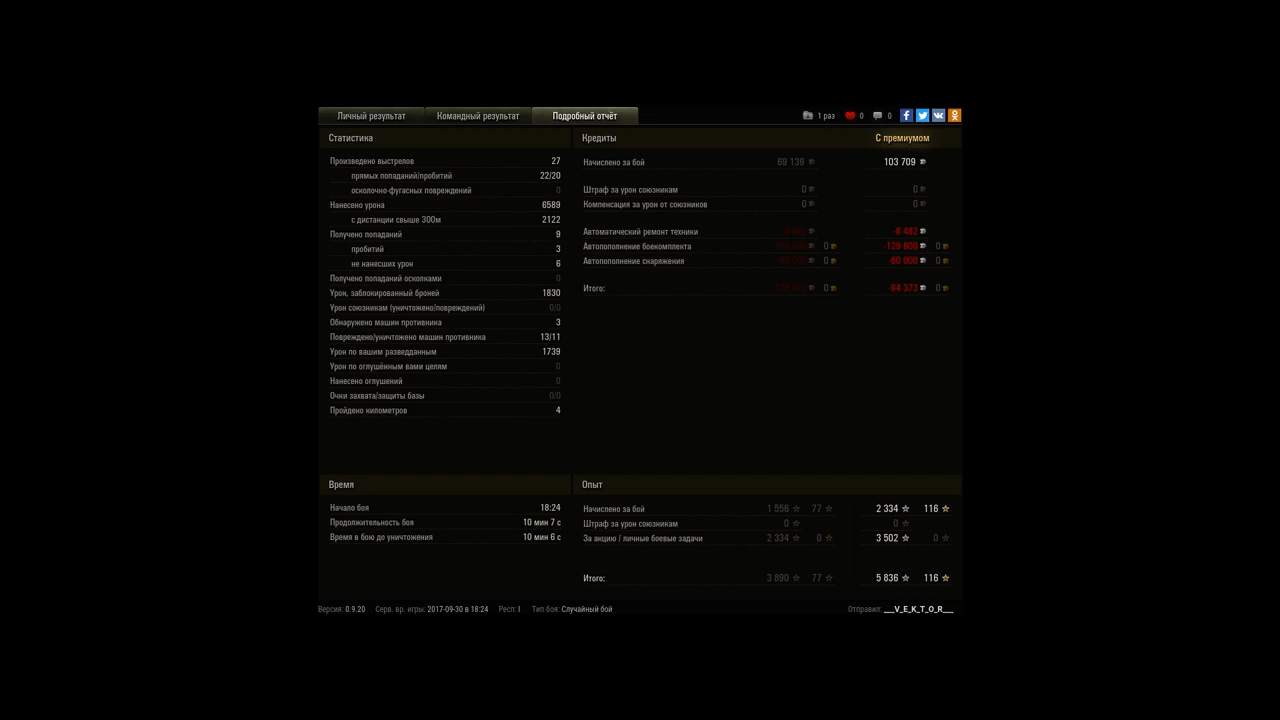 Личный результат Командный результат Подробный отчёт 1 раз 0 0
Статистика
Произведено выстрелов 27
прямых попаданий/пробитий 22/20
осколочно-фугасных повреждений 0
Нанесено урона 6589
с дистанции свыше 300м 2122
Получено попаданий 9
пробитий 3
не нанесших урон 6
Получено попаданий осколками 0
Урон, заблокированный броней 1830
Урон союзникам (уничтожено/повреждений) 0/0
Обнаружено машин противника 3
Повреждено/уничтожено машин противника 13/11
Урон по вашим разведданным 1739
Урон по оглушённым вами целям 0
Нанесено оглушений 0
Очки захвата/защиты базы 0/0
Пройдено километров 4
Кредиты С премиумом
Начислено за бой 69 139 103 709
Штраф за урон союзникам 0 0
Компенсация за урон от союзников 0 0
Автоматический ремонт техники -8 482
Автопополнение боекомплекта 0 -129 600 0
Автопополнение снаряжения -60 000
Итого: 0 -94 373 0
Время
Начало боя 18:24
Продолжительность боя 10 мин 7 с
Время в бою до уничтожения 10 мин 6 с
Опыт
Начислено за бой 1 556 77 2 334 116
Штраф за урон союзникам 0 0
За акцию / личные боевые задачи 2 334 0 3 502 0
Итого: 3 890 77 5 836 116
Версия: 0.9.20 Серв. вр. игры: 2017-09-30 в 18:24 Респ: I Тип боя: Случайный бой Отправил: ___V_E_K_T_O_R___